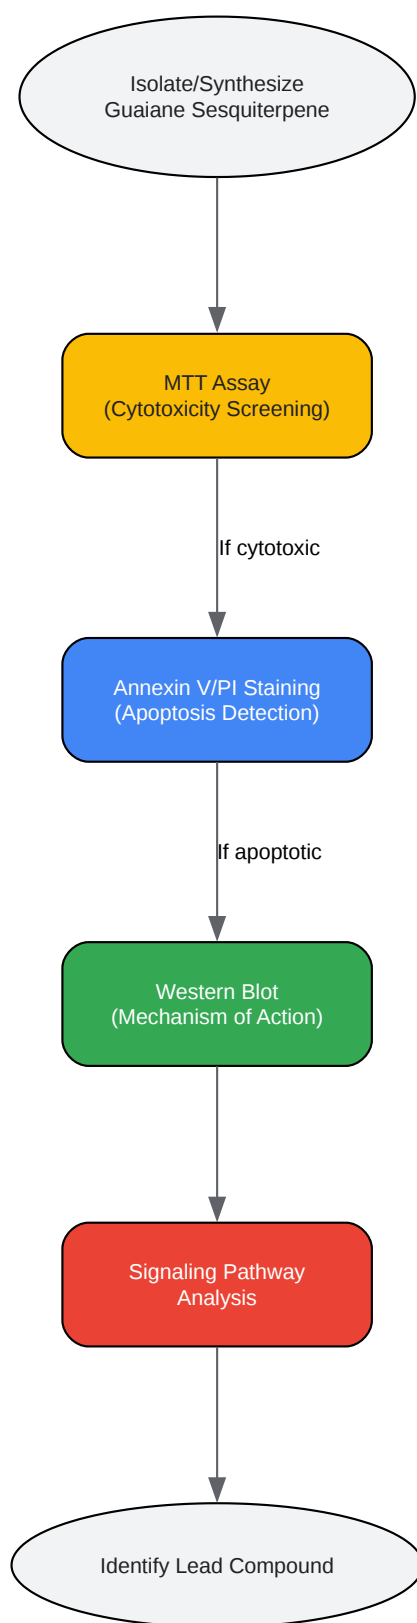 Isolate/Synthesize
Guaiane Sesquiterpene
MTT Assay
(Cytotoxicity Screening)
If cytotoxic
Annexin V/PI Staining
(Apoptosis Detection)
If apoptotic
Western Blot
(Mechanism of Action)
Signaling Pathway
Analysis
Identify Lead Compound